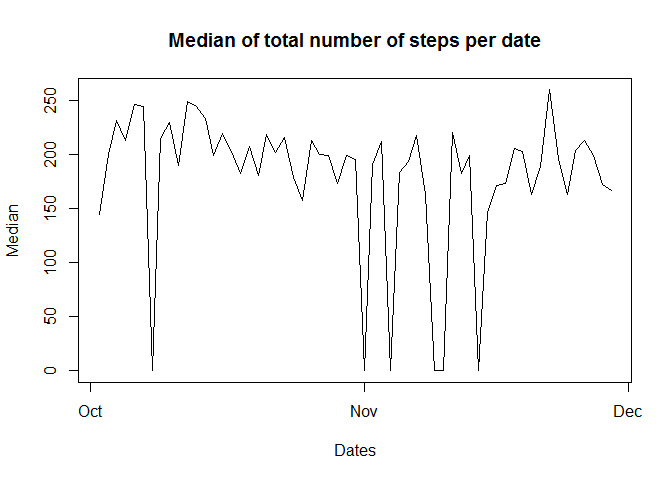 Median of total number of steps per date
Median
250
200
150
100
50
0
Oct Nov Dec
Dates